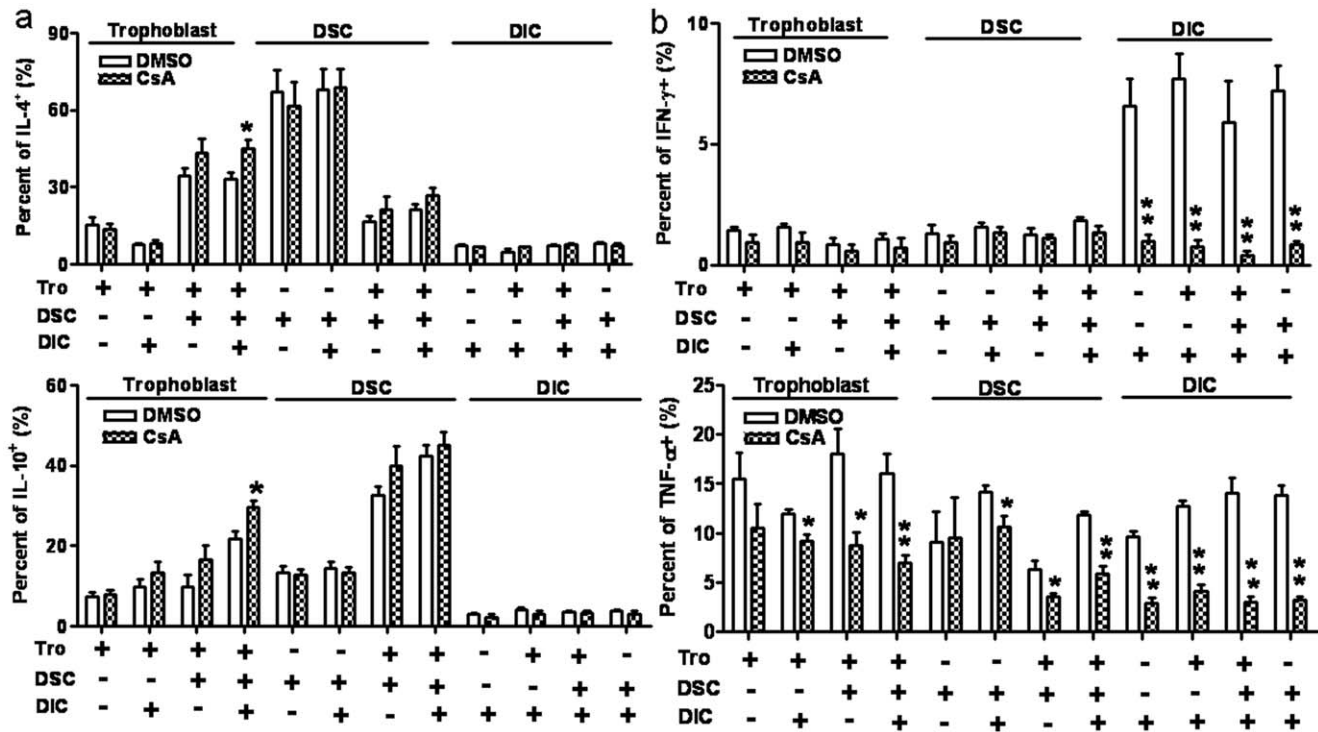 a
Percent of IL-4⁺ (%)
90
60
30
0
Trophoblast DSC DIC
DMSO
CsA
*
Tro + + + + - - + + - + + -
DSC - - + + + + + + - - + +
DIC - + - + - + - + + + + +
Percent of IL-10⁺ (%)
60
40
20
0
Trophoblast DSC DIC
DMSO
CsA
*
Tro + + + + - - + + - + + -
DSC - - + + + + + + - - + +
DIC - + - + - + - + + + + +
b
Percent of IFN-γ+ (%)
10
5
0
Trophoblast DSC DIC
DMSO
CsA
** ** ** **
Tro + + + + - - + + - + + -
DSC - - + + + + + + - - + +
DIC - + - + - + - + + + + +
Percent of TNF-α+ (%)
25
20
15
10
5
0
Trophoblast DSC DIC
DMSO
CsA
* * ** * * ** ** ** ** **
Tro + + + + - - + + - + + -
DSC - - + + + + + + - - + +
DIC - + - + - + - + + + + +